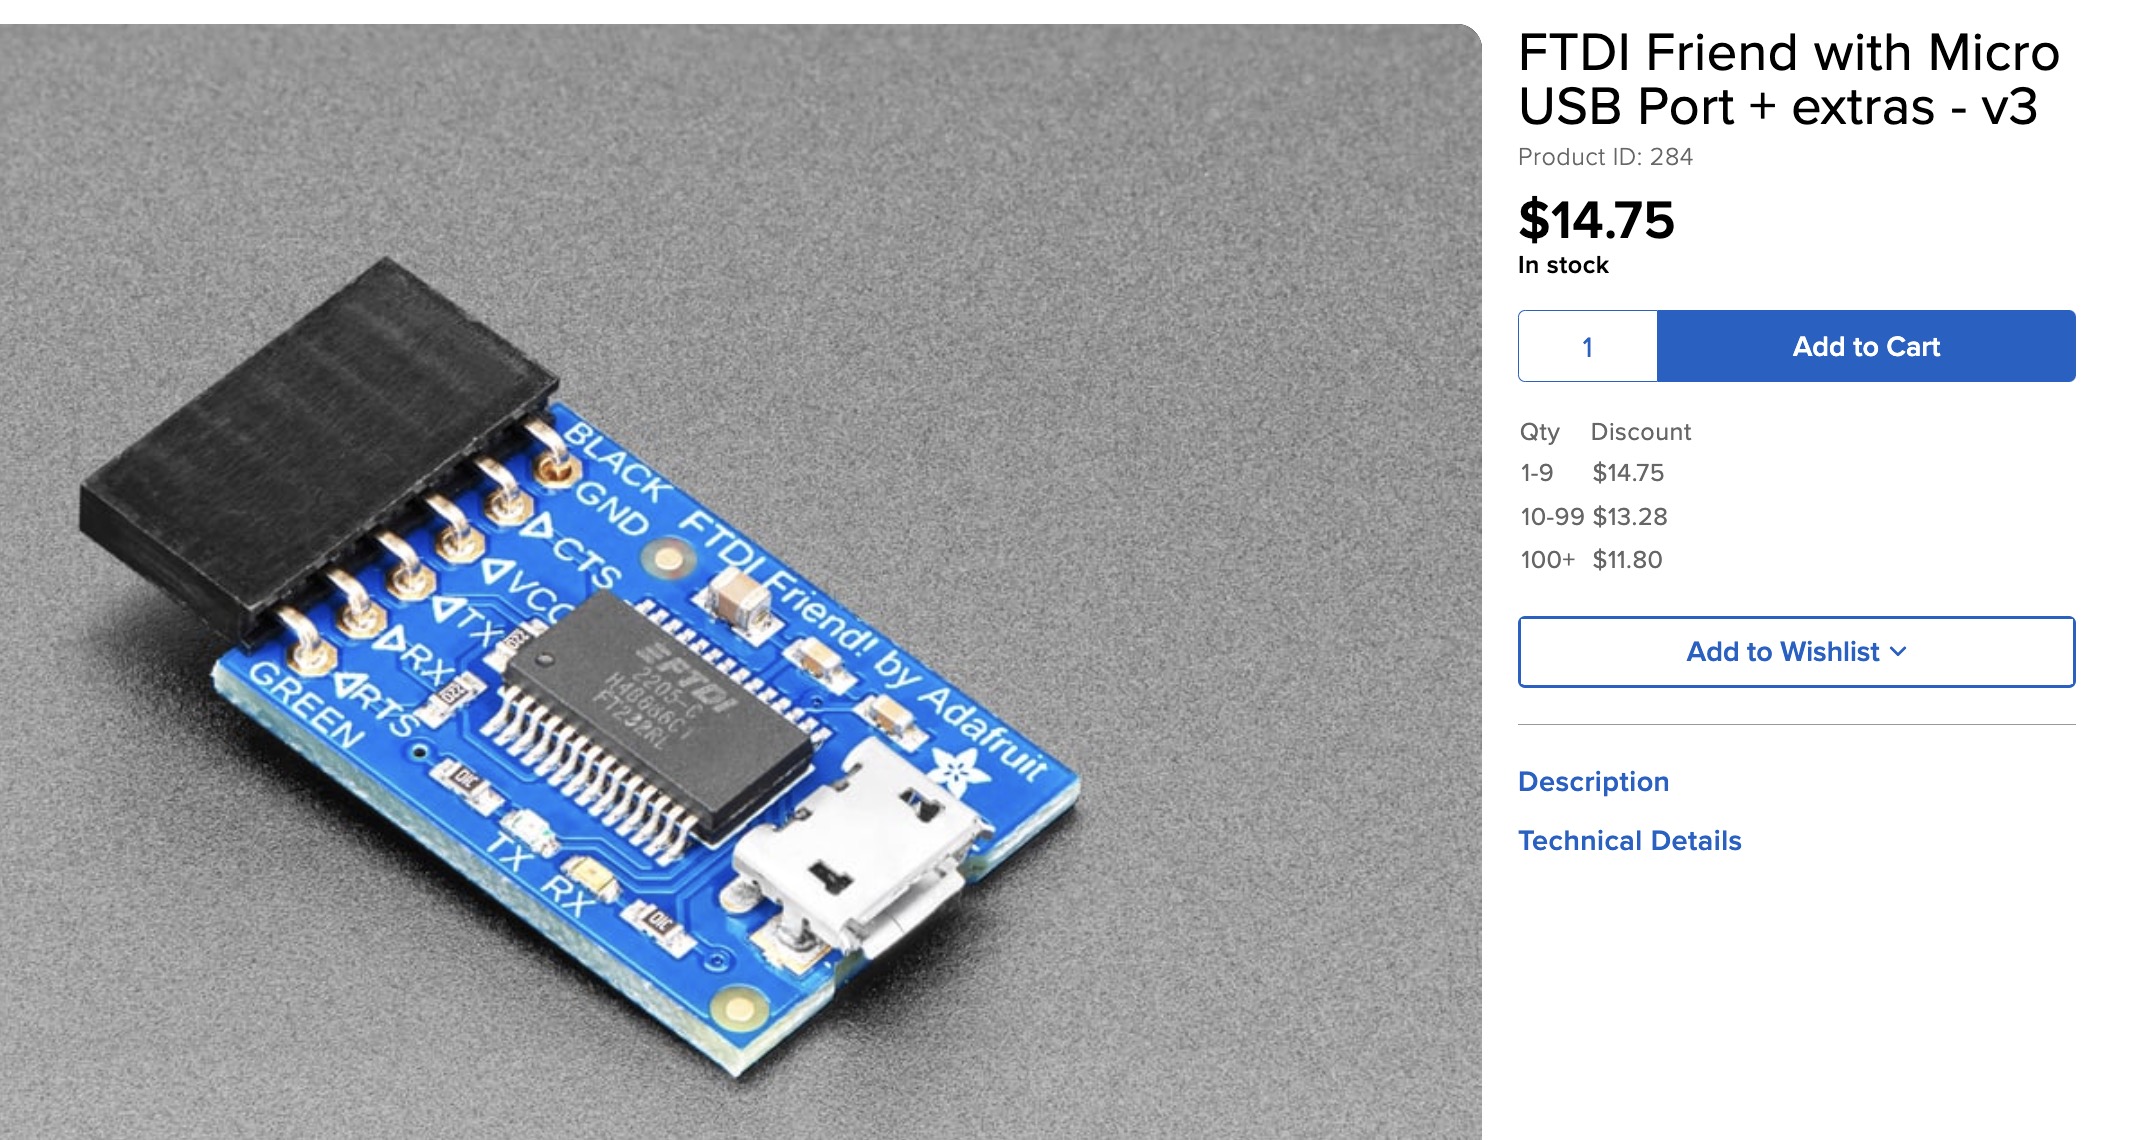 FTDI Friend with Micro
USB Port + extras - v3
Product ID: 284
$14.75
In stock
1
Add to Cart
Qty Discount
1-9 $14.75
10-99 $13.28
100+ $11.80
Add to Wishlist
Description
Technical Details
BLACK
GND
CTS
VCC
TX
RX
RTS
GREEN
FTDI Friend! by Adafruit
FTDI
2205-C
TX
RX